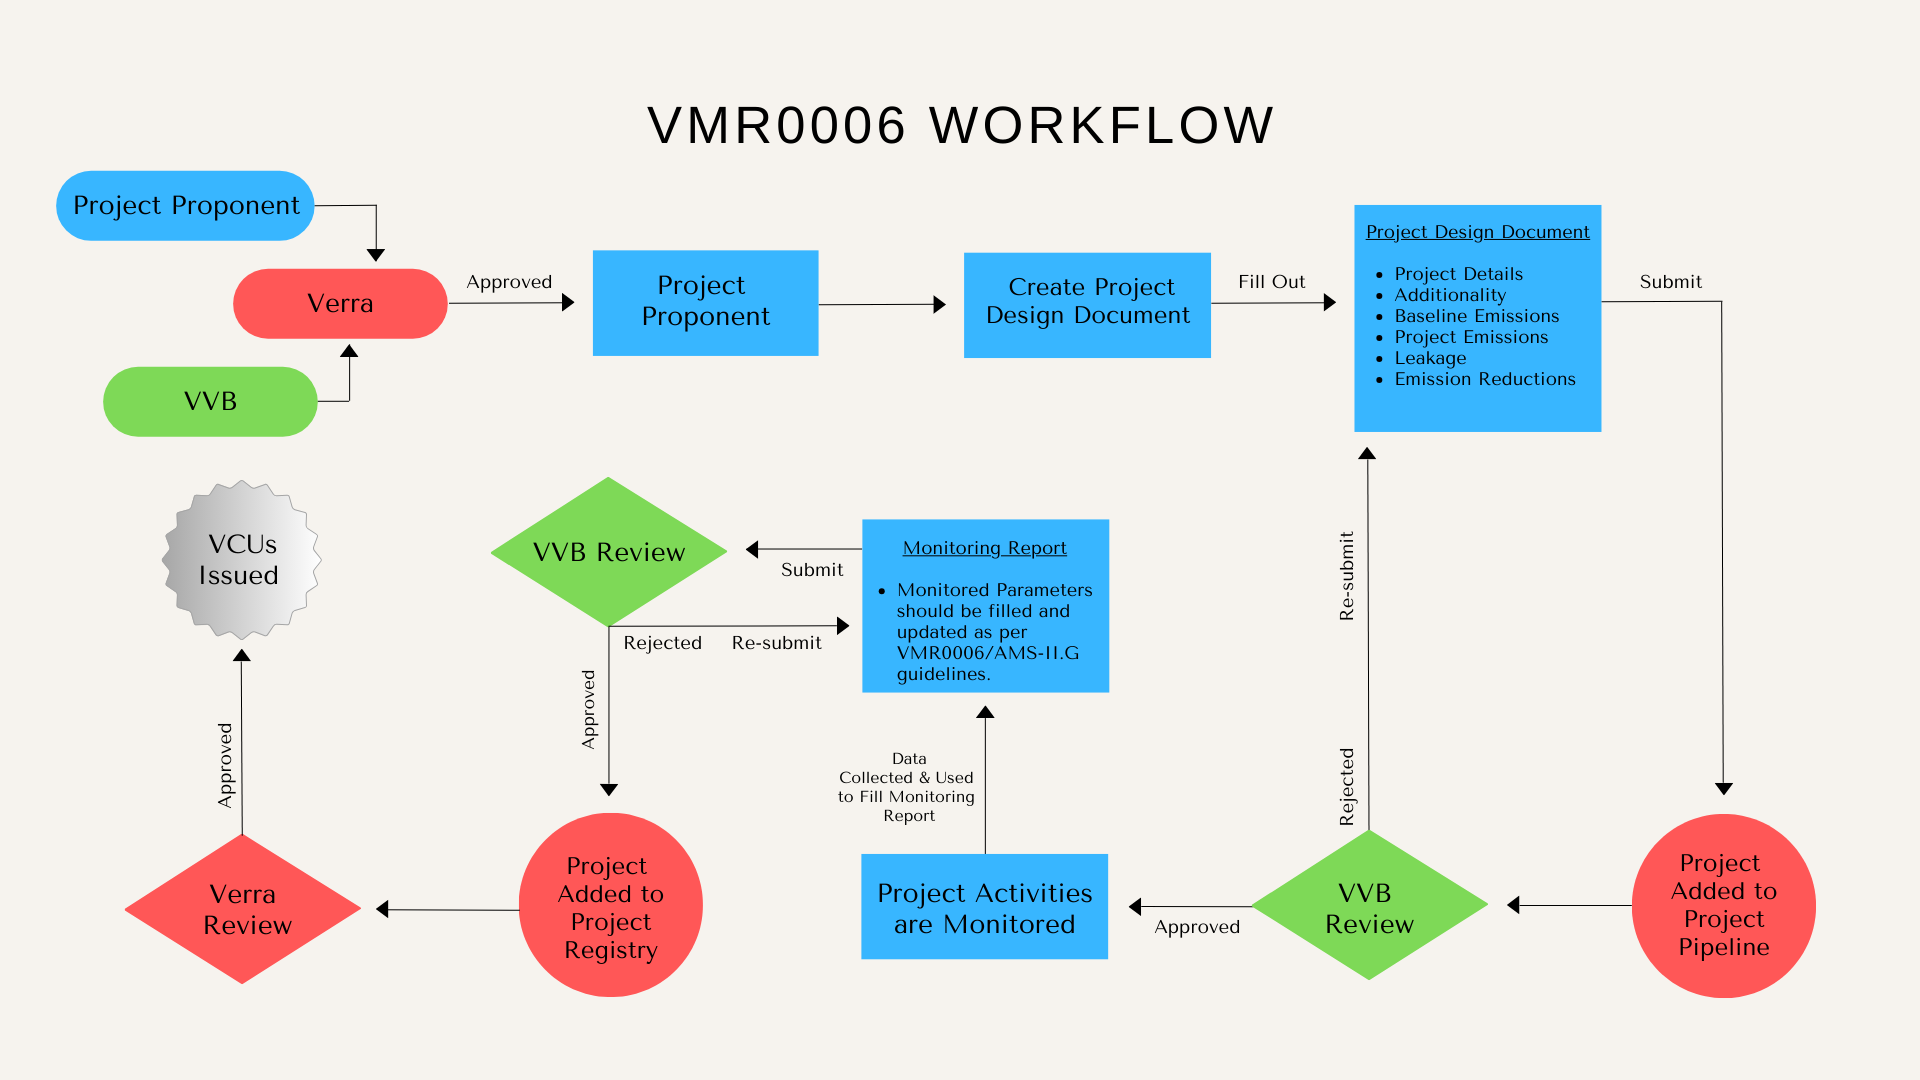 VMR0006 WORKFLOW
Project Proponent
Verra
VVB
Approved
Project
Proponent
Create Project
Design Document
Fill Out
Project Design Document
• Project Details
• Additionality
• Baseline Emissions
• Project Emissions
• Leakage
• Emission Reductions
Submit
Project
Added to
Project
Pipeline
VVB
Review
Rejected
Re-submit
Approved
Project Activities
are Monitored
Data
Collected & Used
to Fill Monitoring
Report
Monitoring Report
• Monitored Parameters
should be filled and
updated as per
VMR0006/AMS-II.G
guidelines.
Submit
VVB Review
Rejected
Re-submit
Approved
Project
Added to
Project
Registry
Verra
Review
Approved
VCUs
Issued